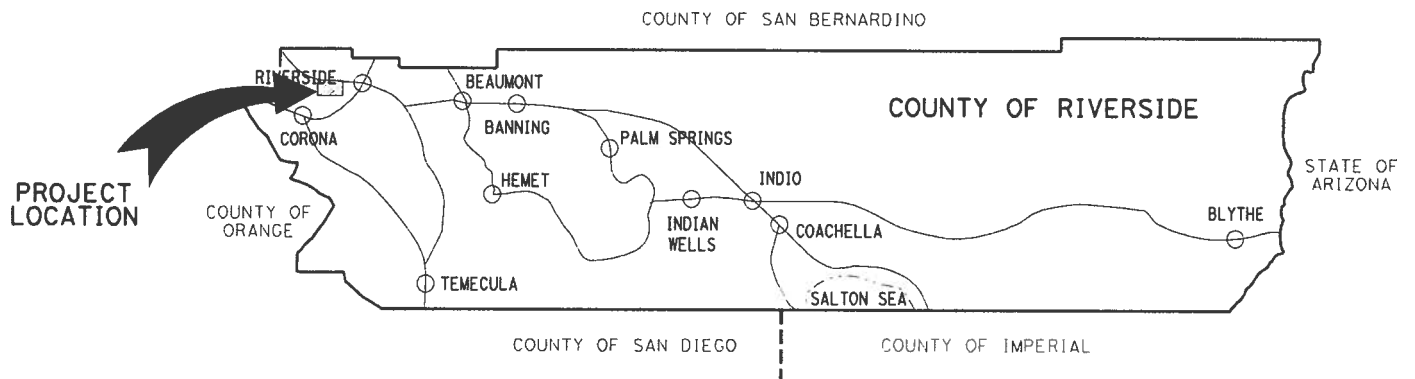 COUNTY OF SAN BERNARDINO
RIVERSIDE
BEAUMONT
COUNTY OF RIVERSIDE
BANNING
CORONA
PALM SPRINGS
STATE OF
ARIZONA
HEMET
INDIO
PROJECT
LOCATION
COUNTY OF
ORANGE
INDIAN
WELLS
COACHELLA
BLYTHE
TEMECULA
SALTON SEA
COUNTY OF SAN DIEGO
COUNTY OF IMPERIAL